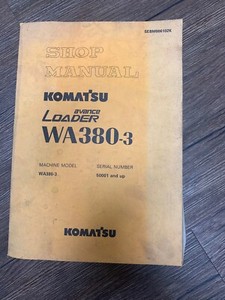 SHOP
MANUAL
KOMATSU
avance
LOADER
WA380-3
MACHINE MODEL
SERIAL NUMBER
WA380-3
50001 and up
KOMATSU